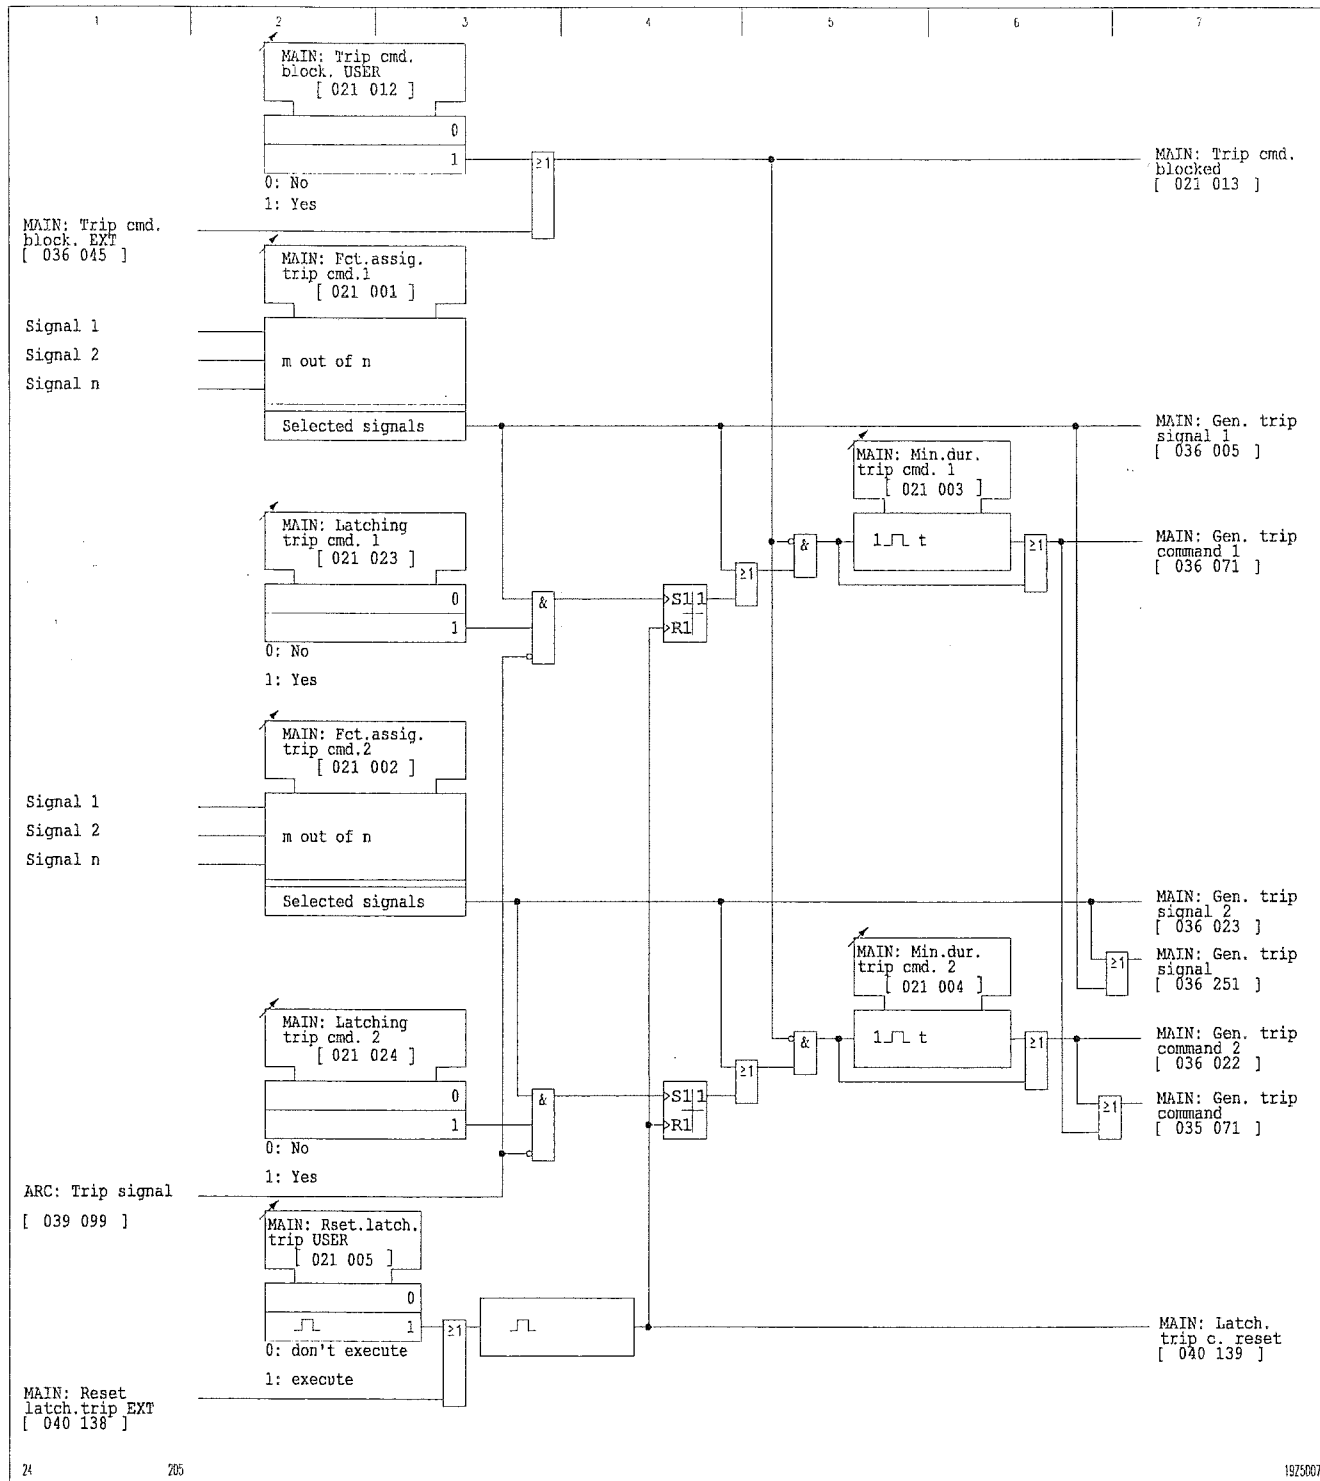 1 2 3 4 5 6 7
MAIN: Trip cmd.
block. USER
[ 021 012 ]
0
1
0: No
1: Yes
≥1
MAIN: Trip cmd.
blocked
[ 021 013 ]
MAIN: Trip cmd.
block. EXT
[ 036 045 ]
MAIN: Fct.assig.
trip cmd.1
[ 021 001 ]
Signal 1
Signal 2
Signal n
m out of n
Selected signals
MAIN: Gen. trip
signal 1
[ 036 005 ]
MAIN: Min.dur.
trip cmd. 1
[ 021 003 ]
1 t
MAIN: Latching
trip cmd. 1
[ 021 023 ]
0
1
0: No
1: Yes
&
S1 1
R1
≥1
&
≥1
MAIN: Gen. trip
command 1
[ 036 071 ]
MAIN: Fct.assig.
trip cmd.2
[ 021 002 ]
Signal 1
Signal 2
Signal n
m out of n
Selected signals
MAIN: Gen. trip
signal 2
[ 036 023 ]
≥1
MAIN: Gen. trip
signal
[ 036 251 ]
MAIN: Min.dur.
trip cmd. 2
[ 021 004 ]
1 t
MAIN: Latching
trip cmd. 2
[ 021 024 ]
0
1
0: No
1: Yes
&
S1 1
R1
≥1
&
≥1
MAIN: Gen. trip
command 2
[ 036 022 ]
≥1
MAIN: Gen. trip
command
[ 035 071 ]
ARC: Trip signal
[ 039 099 ]
MAIN: Rset.latch.
trip USER
[ 021 005 ]
0
1
0: don't execute
1: execute
≥1
MAIN: Latch.
trip c. reset
[ 040 139 ]
MAIN: Reset
latch.trip EXT
[ 040 138 ]
24 205 19Z5007